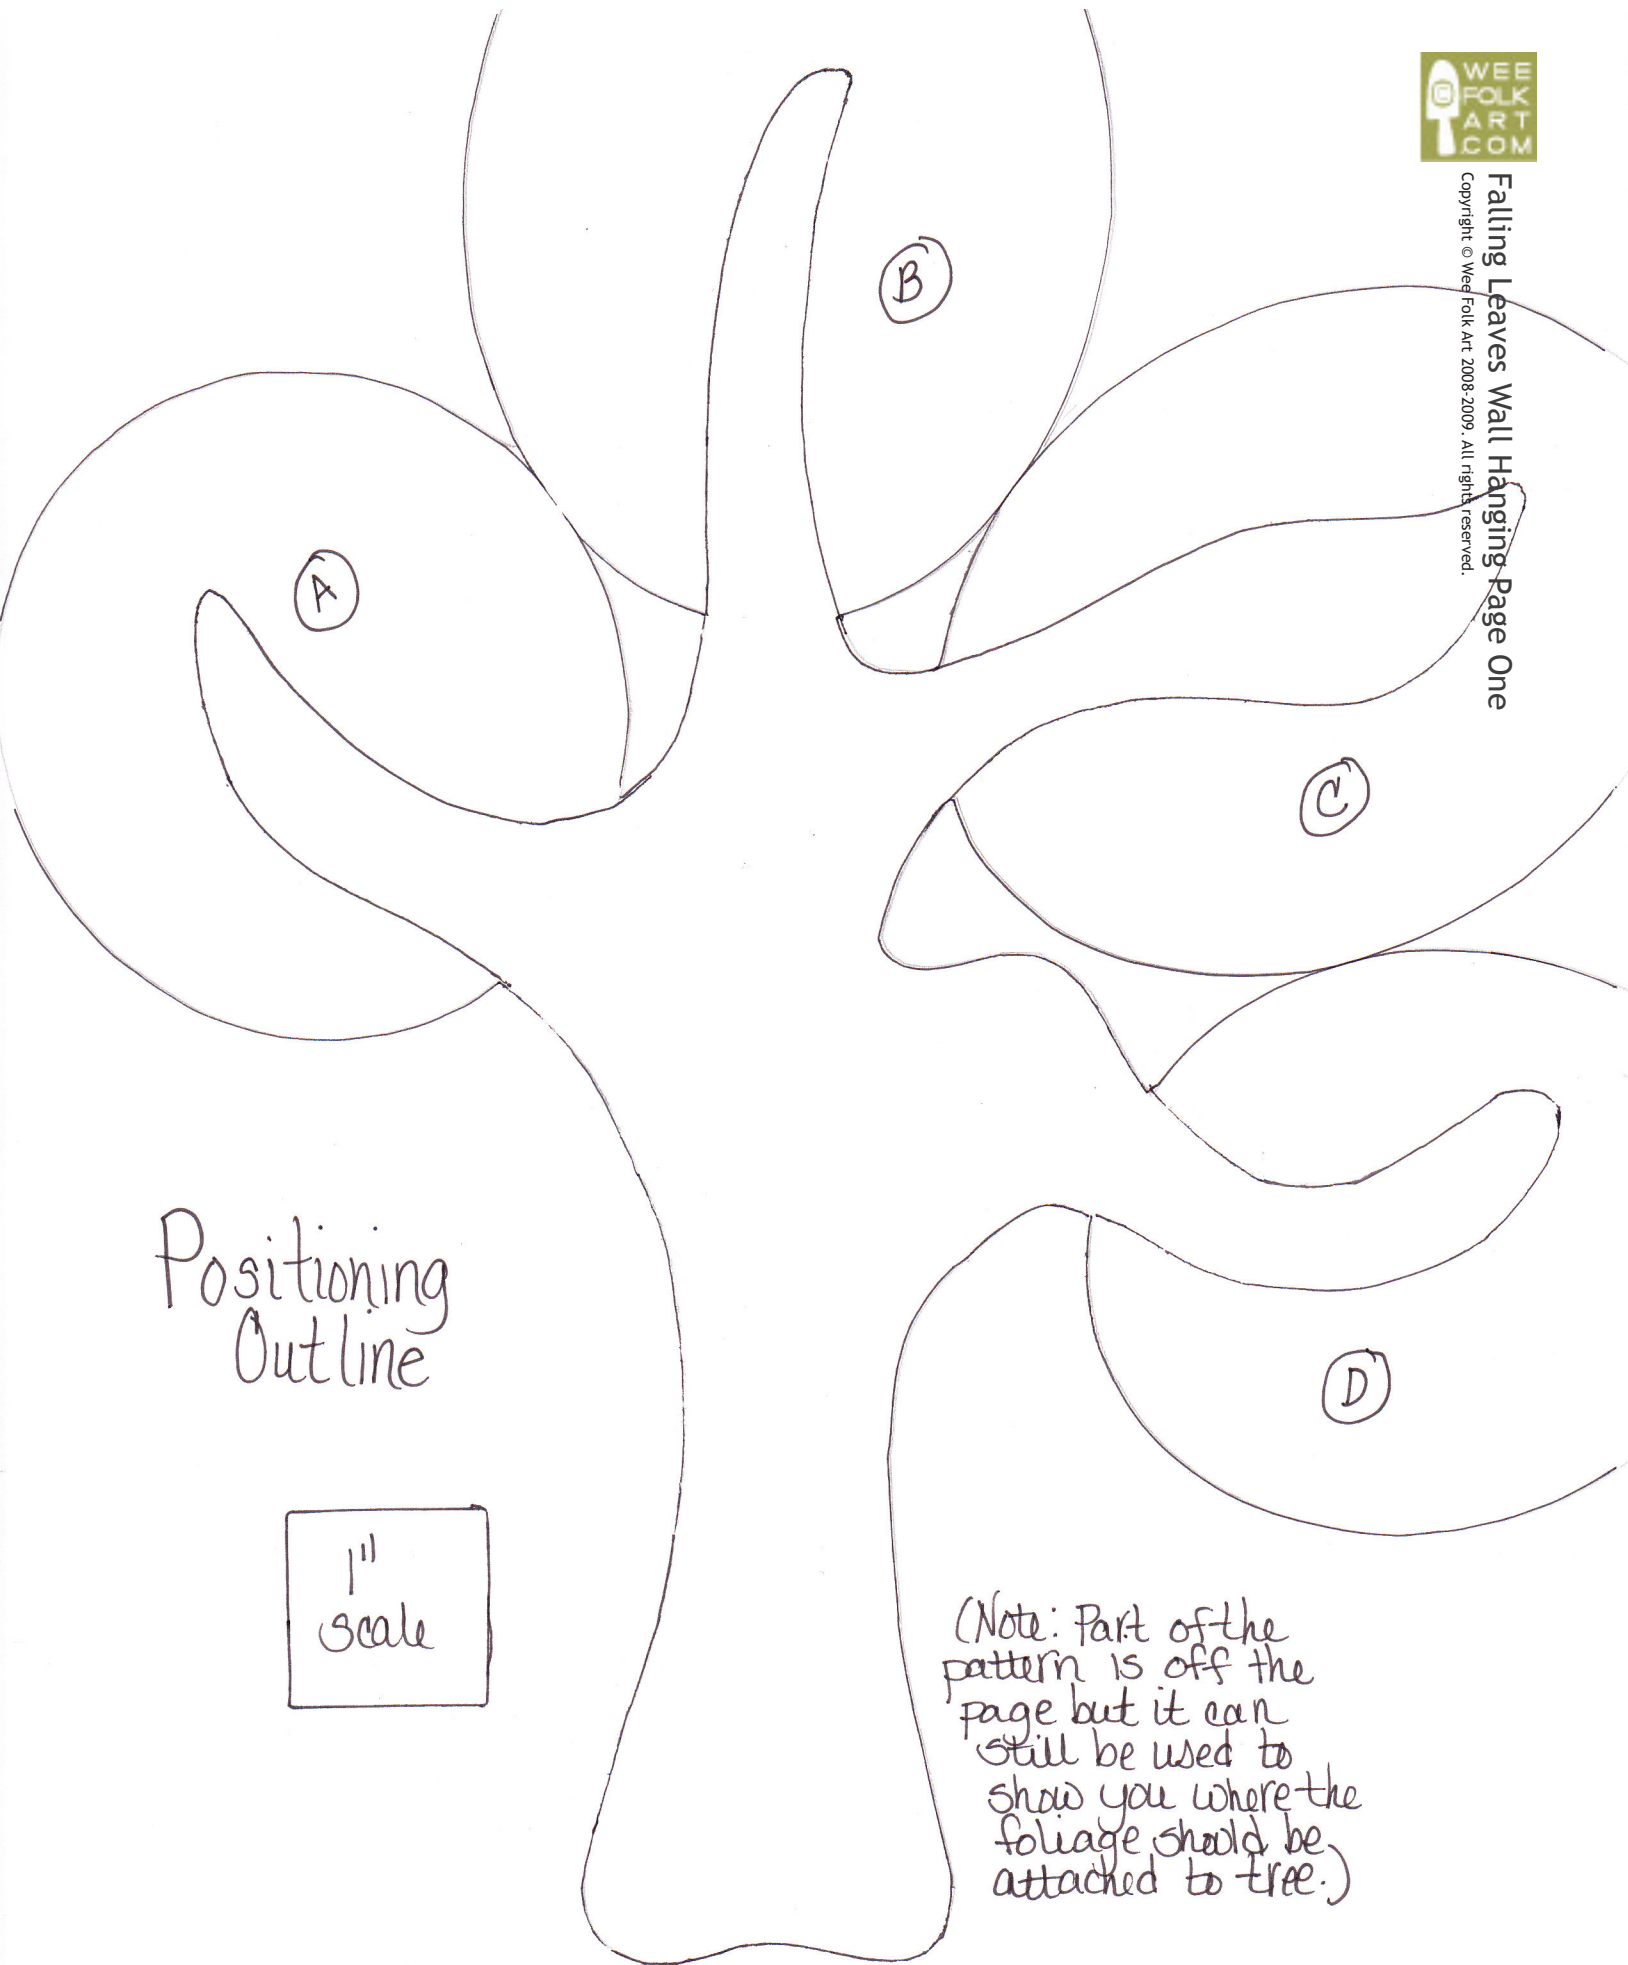 WEE
FOLK
ART
.COM
Falling Leaves Wall Hanging Page One
Copyright © Wee Folk Art 2008-2009. All rights reserved.
B
A
C
D
Positioning
Outline
1"
scale
(Note: Part of the
pattern is off the
page but it can
still be used to
show you where the
foliage should be
attached to tree.)